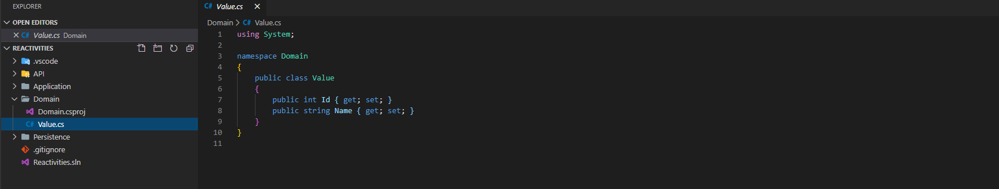 EXPLORER
OPEN EDITORS
C# Value.cs Domain
REACTIVITIES
.vscode
API
Application
Domain
Domain.csproj
C# Value.cs
Persistence
.gitignore
Reactivities.sln
C# Value.cs
Domain > C# Value.cs
1 using System;
2
3 namespace Domain
4 {
5 public class Value
6 {
7 public int Id { get; set; }
8 public string Name { get; set; }
9 }
10 }
11